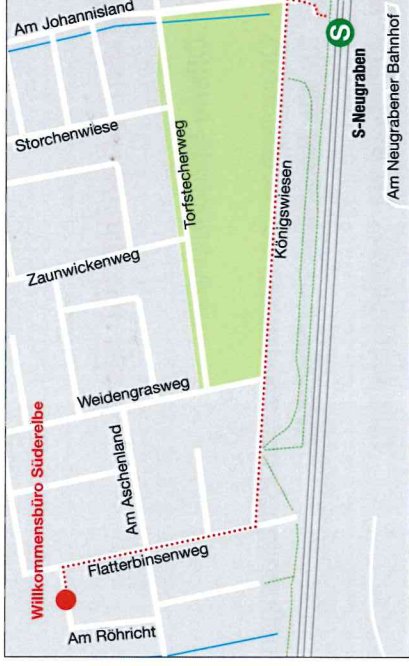 Am Johannisland
S
S-Neugraben
Am Neugrabener Bahnhof
Storchenwiese
Torfstecherweg
Königswiesen
Zaunwickenweg
Weidengrasweg
Willkommensbüro Süderelbe
Am Aschenland
Flatterbinsenweg
Am Röhricht